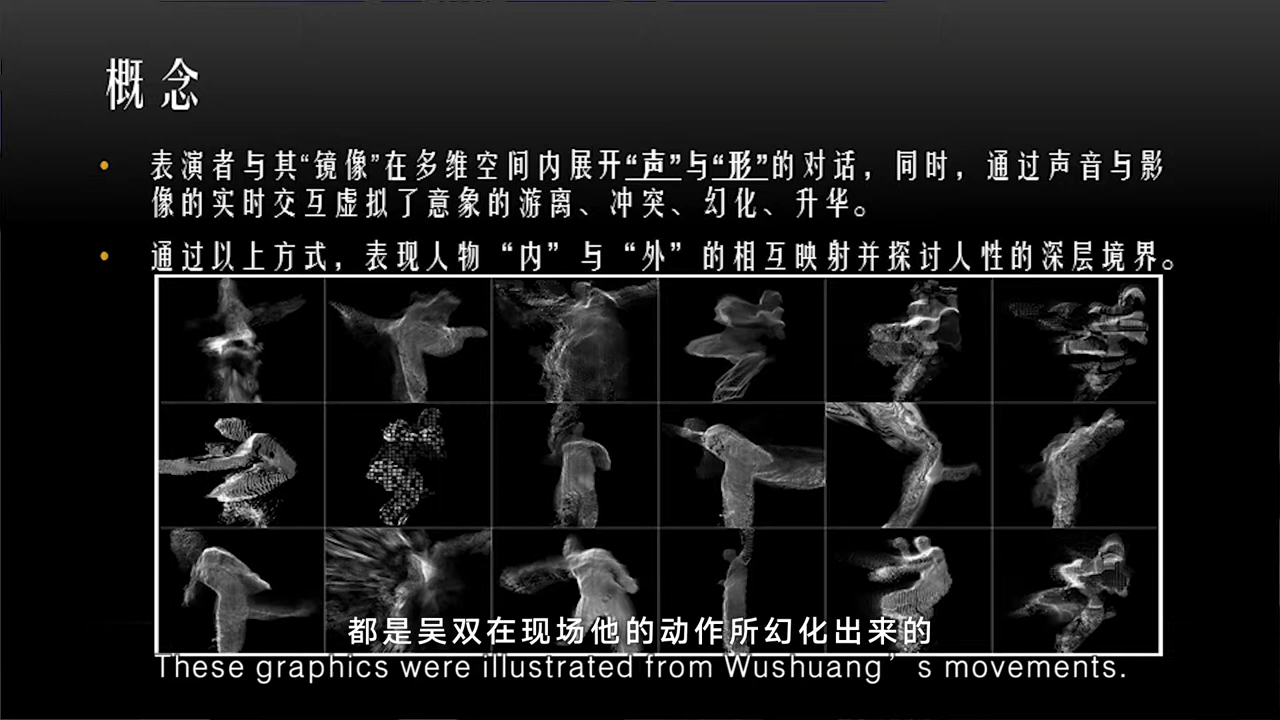 概念
• 表演者与其“镜像”在多维空间内展开“声”与“形”的对话，同时，通过声音与影
像的实时交互虚拟了意象的游离、冲突、幻化、升华。
• 通过以上方式，表现人物“内”与“外”的相互映射并探讨人性的深层境界。
都是吴双在现场他的动作所幻化出来的
These graphics were illustrated from Wushuang’s movements.